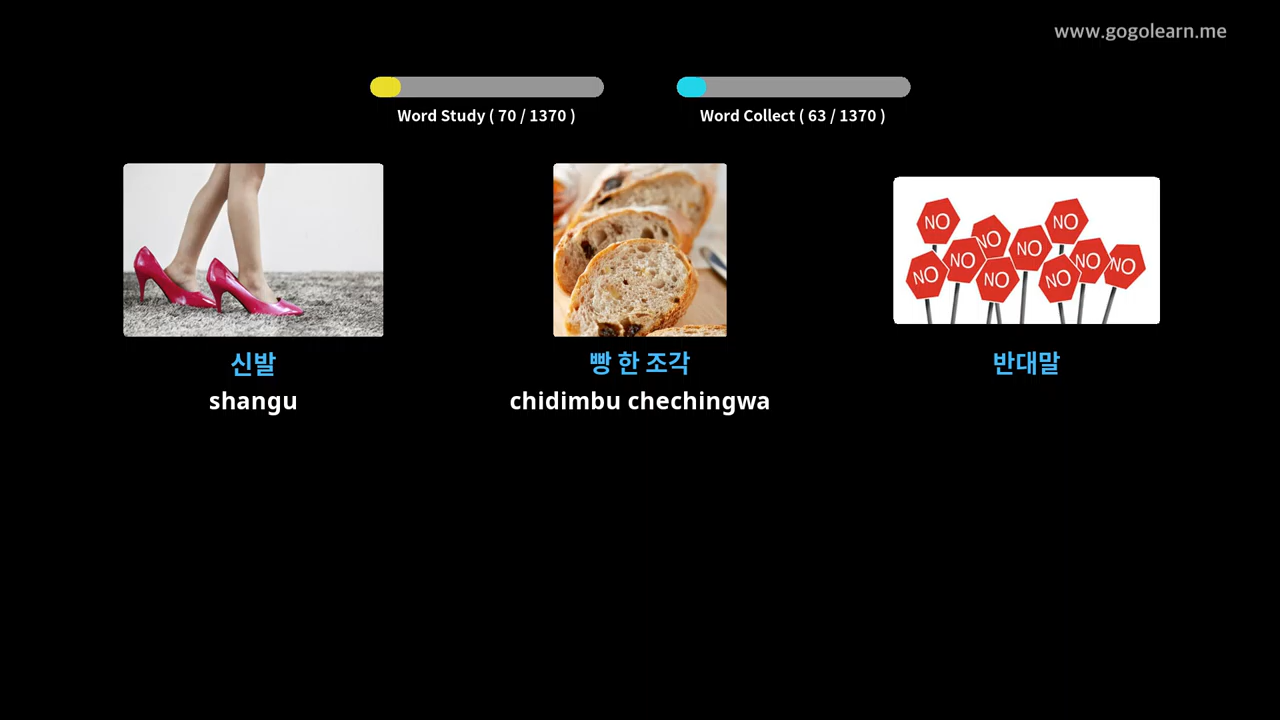 www.gogolearn.me
Word Study ( 70 / 1370 )
Word Collect ( 63 / 1370 )
NO
NO
NO
NO
NO
NO
NO
NO
NO
NO
신발
빵 한 조각
반대말
shangu
chidimbu chechingwa